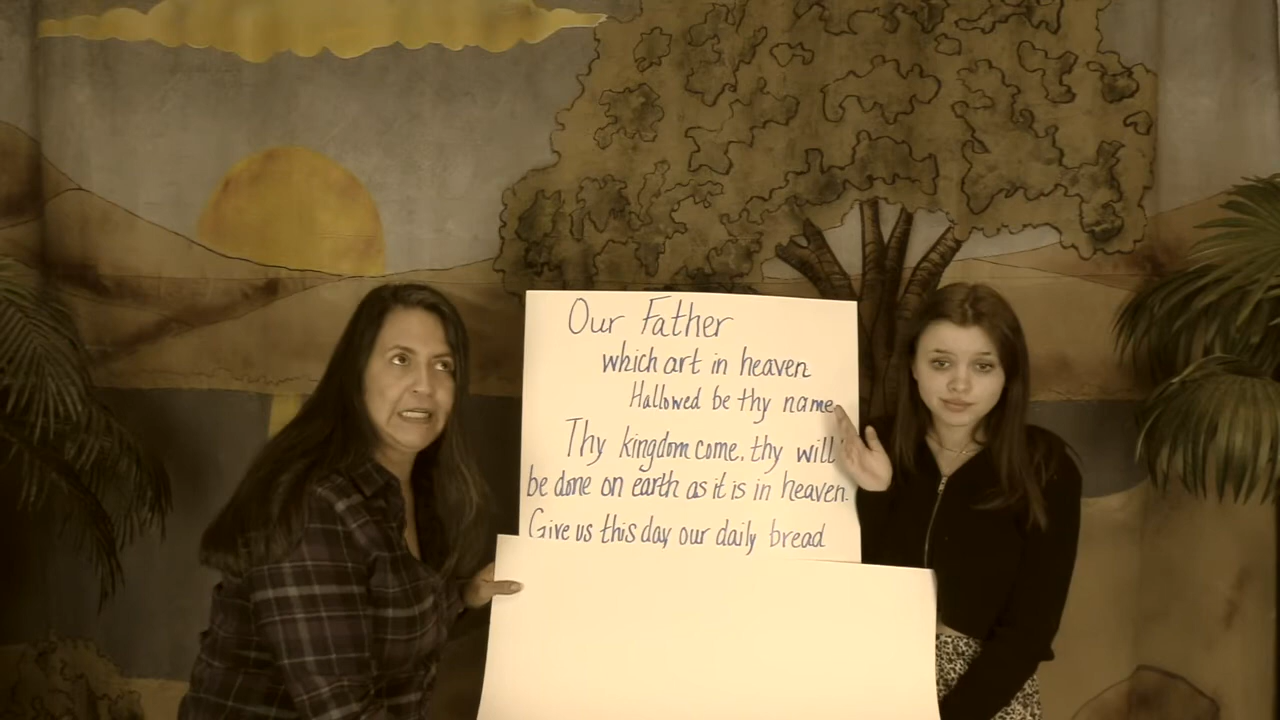 Our Father
which art in heaven
Hallowed be thy name.
Thy kingdom come. thy will
be done on earth as it is in heaven.
Give us this day our daily bread